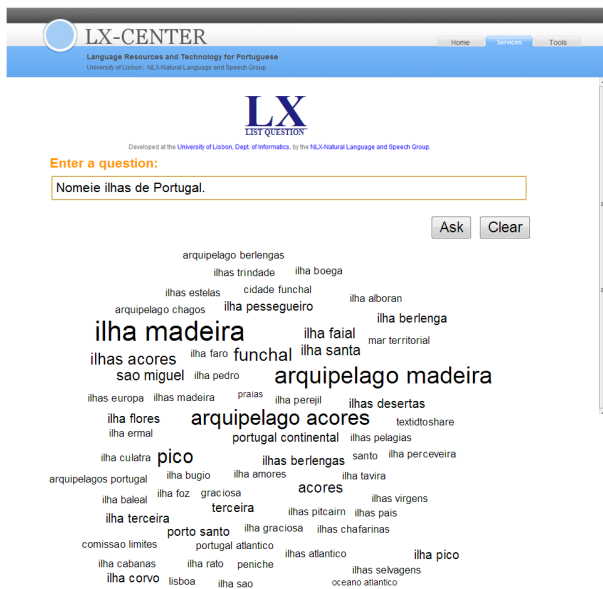 LX-CENTER
Home Services Tools
Language Resources and Technology for Portuguese
University of Lisbon | NLX-Natural Language and Speech Group
LX
LIST QUESTION
Developed at the University of Lisbon, Dept. of Informatics, by the NLX-Natural Language and Speech Group.
Enter a question:
Nomeie ilhas de Portugal.
Ask Clear
arquipelago berlengas
ilhas trindade ilha boega
ilhas estelas cidade funchal ilha alboran
arquipelago chagos ilha pessegueiro
ilha madeira ilha faial ilha berlenga
mar territorial
ilhas acores ilha faro funchal ilha santa
sao miguel ilha pedro arquipelago madeira
ilhas europa ilhas madeira praias ilha perejil ilhas desertas
ilha flores arquipelago acores textidtoshare
ilha ermal portugal continental ilhas pelagias
ilha culatra pico ilhas berlengas santo ilha perceveira
arquipelagos portugal ilha bugio ilha amores ilha tavira
ilha baleal ilha foz graciosa acores ilhas virgens
ilha terceira terceira ilhas pitcairn ilhas pais
porto santo ilha graciosa ilhas chafarinas
comissao limites portugal atlantico ilhas atlantico ilha pico
ilha cabanas ilha rato peniche ilhas selvagens
ilha corvo lisboa ilha sao oceano atlantico